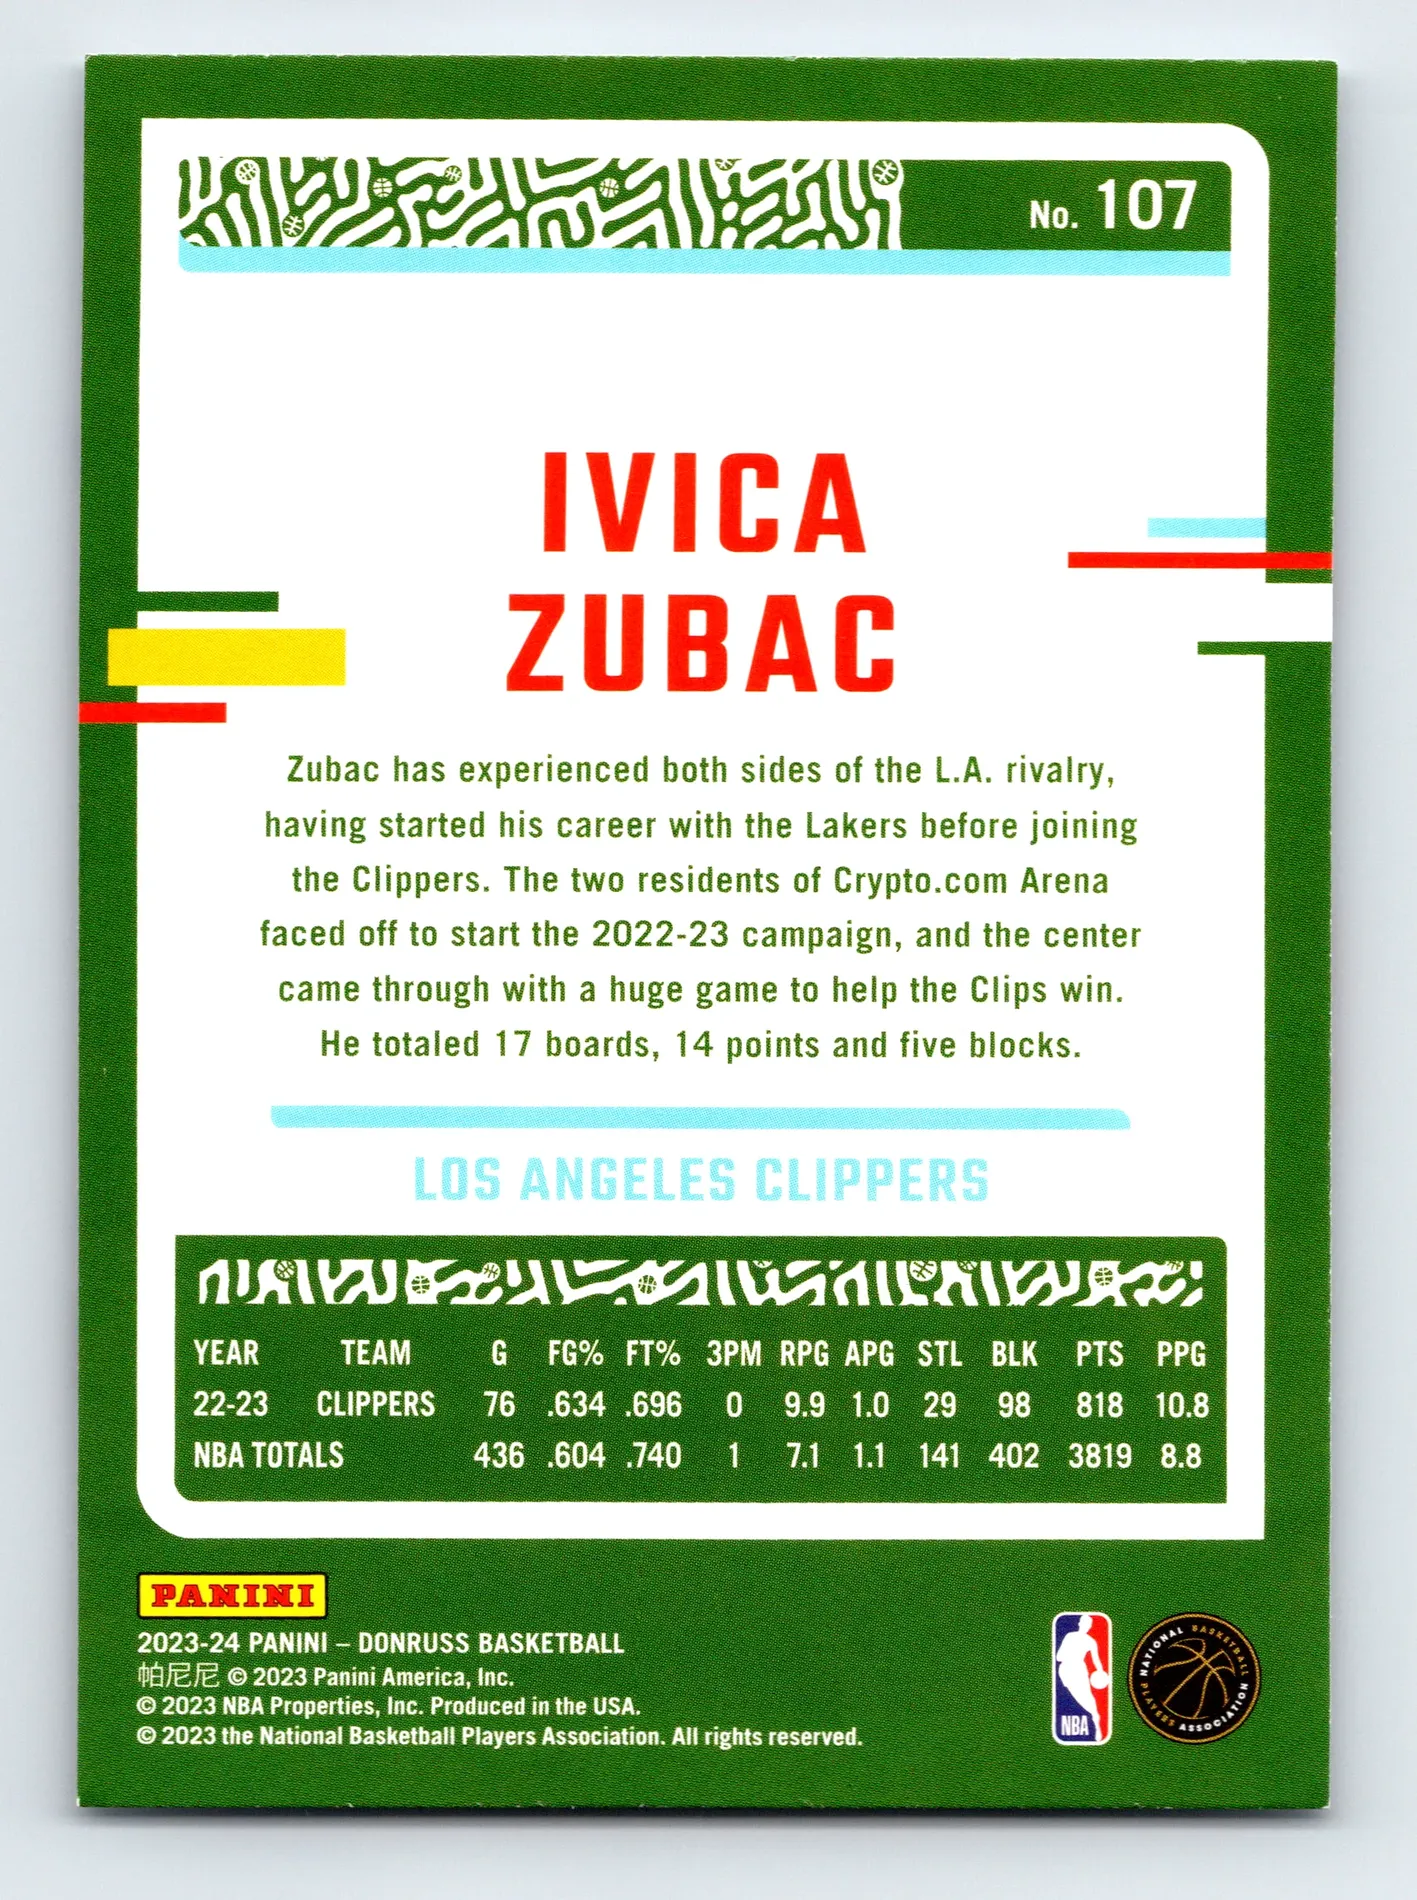 No. 107
IVICA
ZUBAC
Zubac has experienced both sides of the L.A. rivalry,
having started his career with the Lakers before joining
the Clippers. The two residents of Crypto.com Arena
faced off to start the 2022-23 campaign, and the center
came through with a huge game to help the Clips win.
He totaled 17 boards, 14 points and five blocks.
LOS ANGELES CLIPPERS
YEAR TEAM G FG% FT% 3PM RPG APG STL BLK PTS PPG
22-23 CLIPPERS 76 .634 .696 0 9.9 1.0 29 98 818 10.8
NBA TOTALS 436 .604 .740 1 7.1 1.1 141 402 3819 8.8
PANINI
2023-24 PANINI – DONRUSS BASKETBALL
帕尼尼 © 2023 Panini America, Inc.
© 2023 NBA Properties, Inc. Produced in the USA.
© 2023 the National Basketball Players Association. All rights reserved.
NBA
NATIONAL BASKETBALL
PLAYERS ASSOCIATION